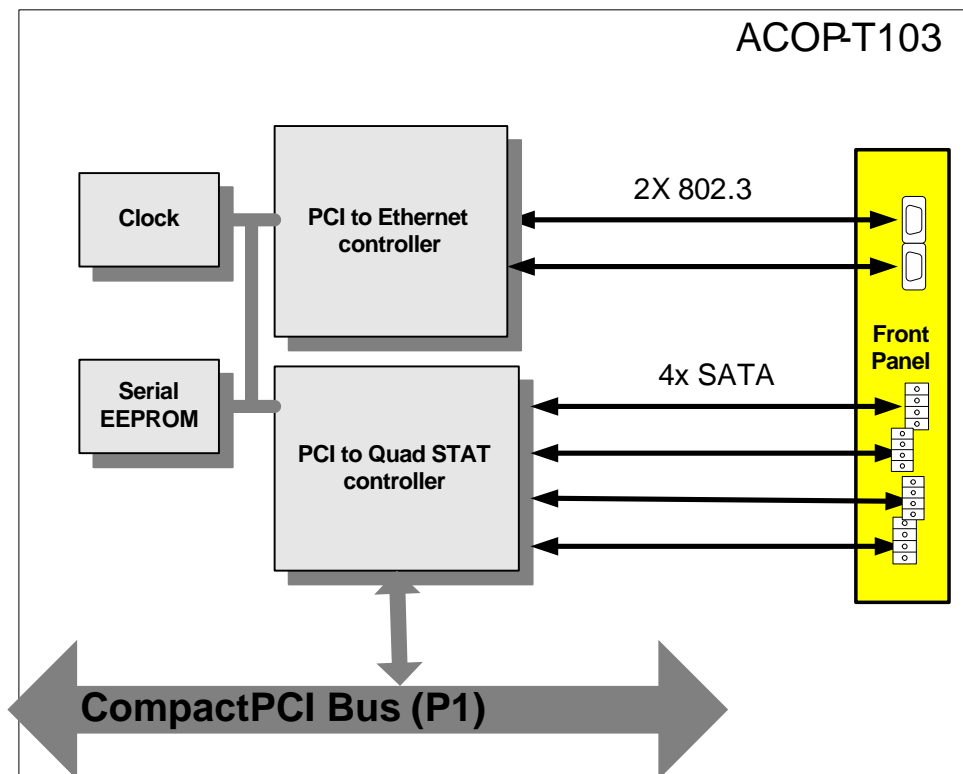 ACOP-T103
Clock
PCI to Ethernet
controller
2X 802.3
Front
Panel
Serial
EEPROM
4x SATA
PCI to Quad STAT
controller
CompactPCI Bus (P1)